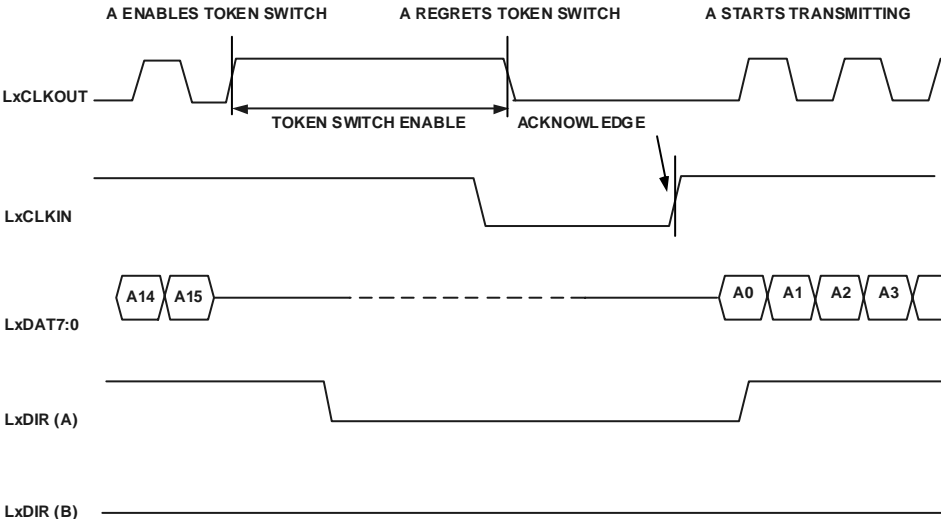 A ENABLES TOKEN SWITCH
A REGRETS TOKEN SWITCH
A STARTS TRANSMITTING
LxCLKOUT
TOKEN SWITCH ENABLE
ACKNOWLEDGE
LxCLKIN
A14 A15 A0 A1 A2 A3
LxDAT7:0
LxDIR (A)
LxDIR (B)